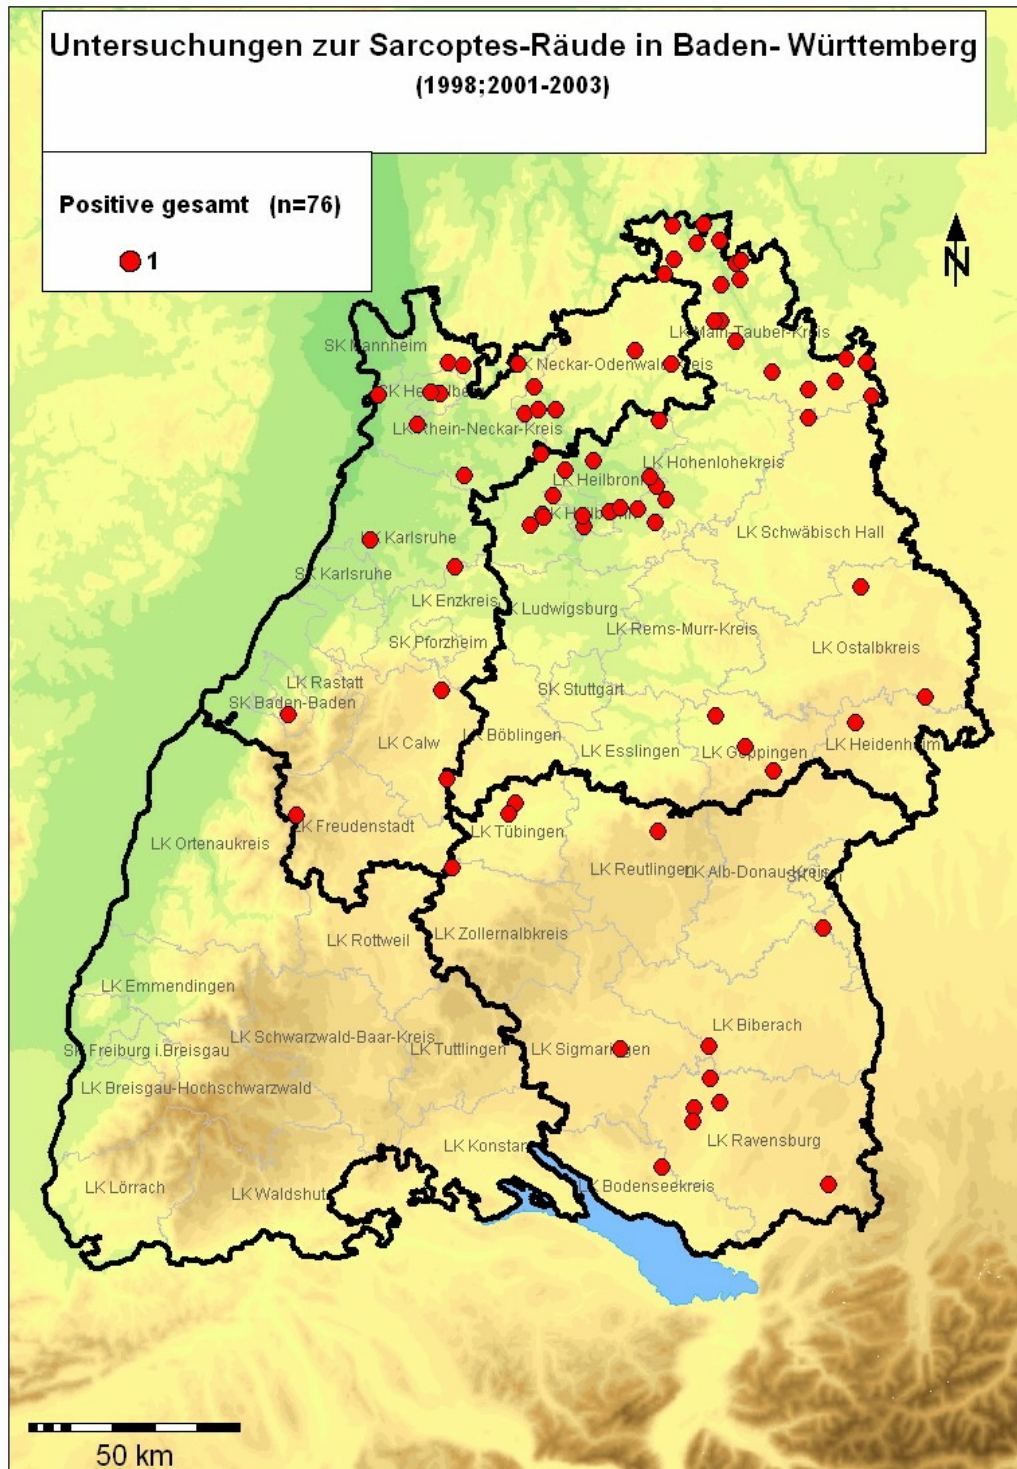 Untersuchungen zur Sarcoptes-Räude in Baden- Württemberg
(1998;2001-2003)
Positive gesamt (n=76)
1
N
LK Main-Tauber-Kreis
SK Mannheim
LK Neckar-Odenwald-Kreis
SK Heidelberg
LK Rhein-Neckar-Kreis
LK Hohenlohekreis
LK Heilbronn
SK Heilbronn
LK Schwäbisch Hall
LK Karlsruhe
SK Karlsruhe
LK Enzkreis
LK Ludwigsburg
LK Rems-Murr-Kreis
SK Pforzheim
LK Ostalbkreis
LK Rastatt
SK Stuttgart
SK Baden-Baden
LK Böblingen
LK Calw
LK Esslingen
LK Göppingen
LK Heidenheim
LK Freudenstadt
LK Tübingen
LK Ortenaukreis
LK Reutlingen
LK Alb-Donau-Kreis
SK Ulm
LK Rottweil
LK Zollernalbkreis
LK Emmendingen
LK Biberach
LK Schwarzwald-Baar-Kreis
SK Freiburg i.Breisgau
LK Tuttlingen
LK Sigmaringen
LK Breisgau-Hochschwarzwald
LK Ravensburg
LK Konstanz
LK Lörrach
LK Waldshut
LK Bodenseekreis
50 km